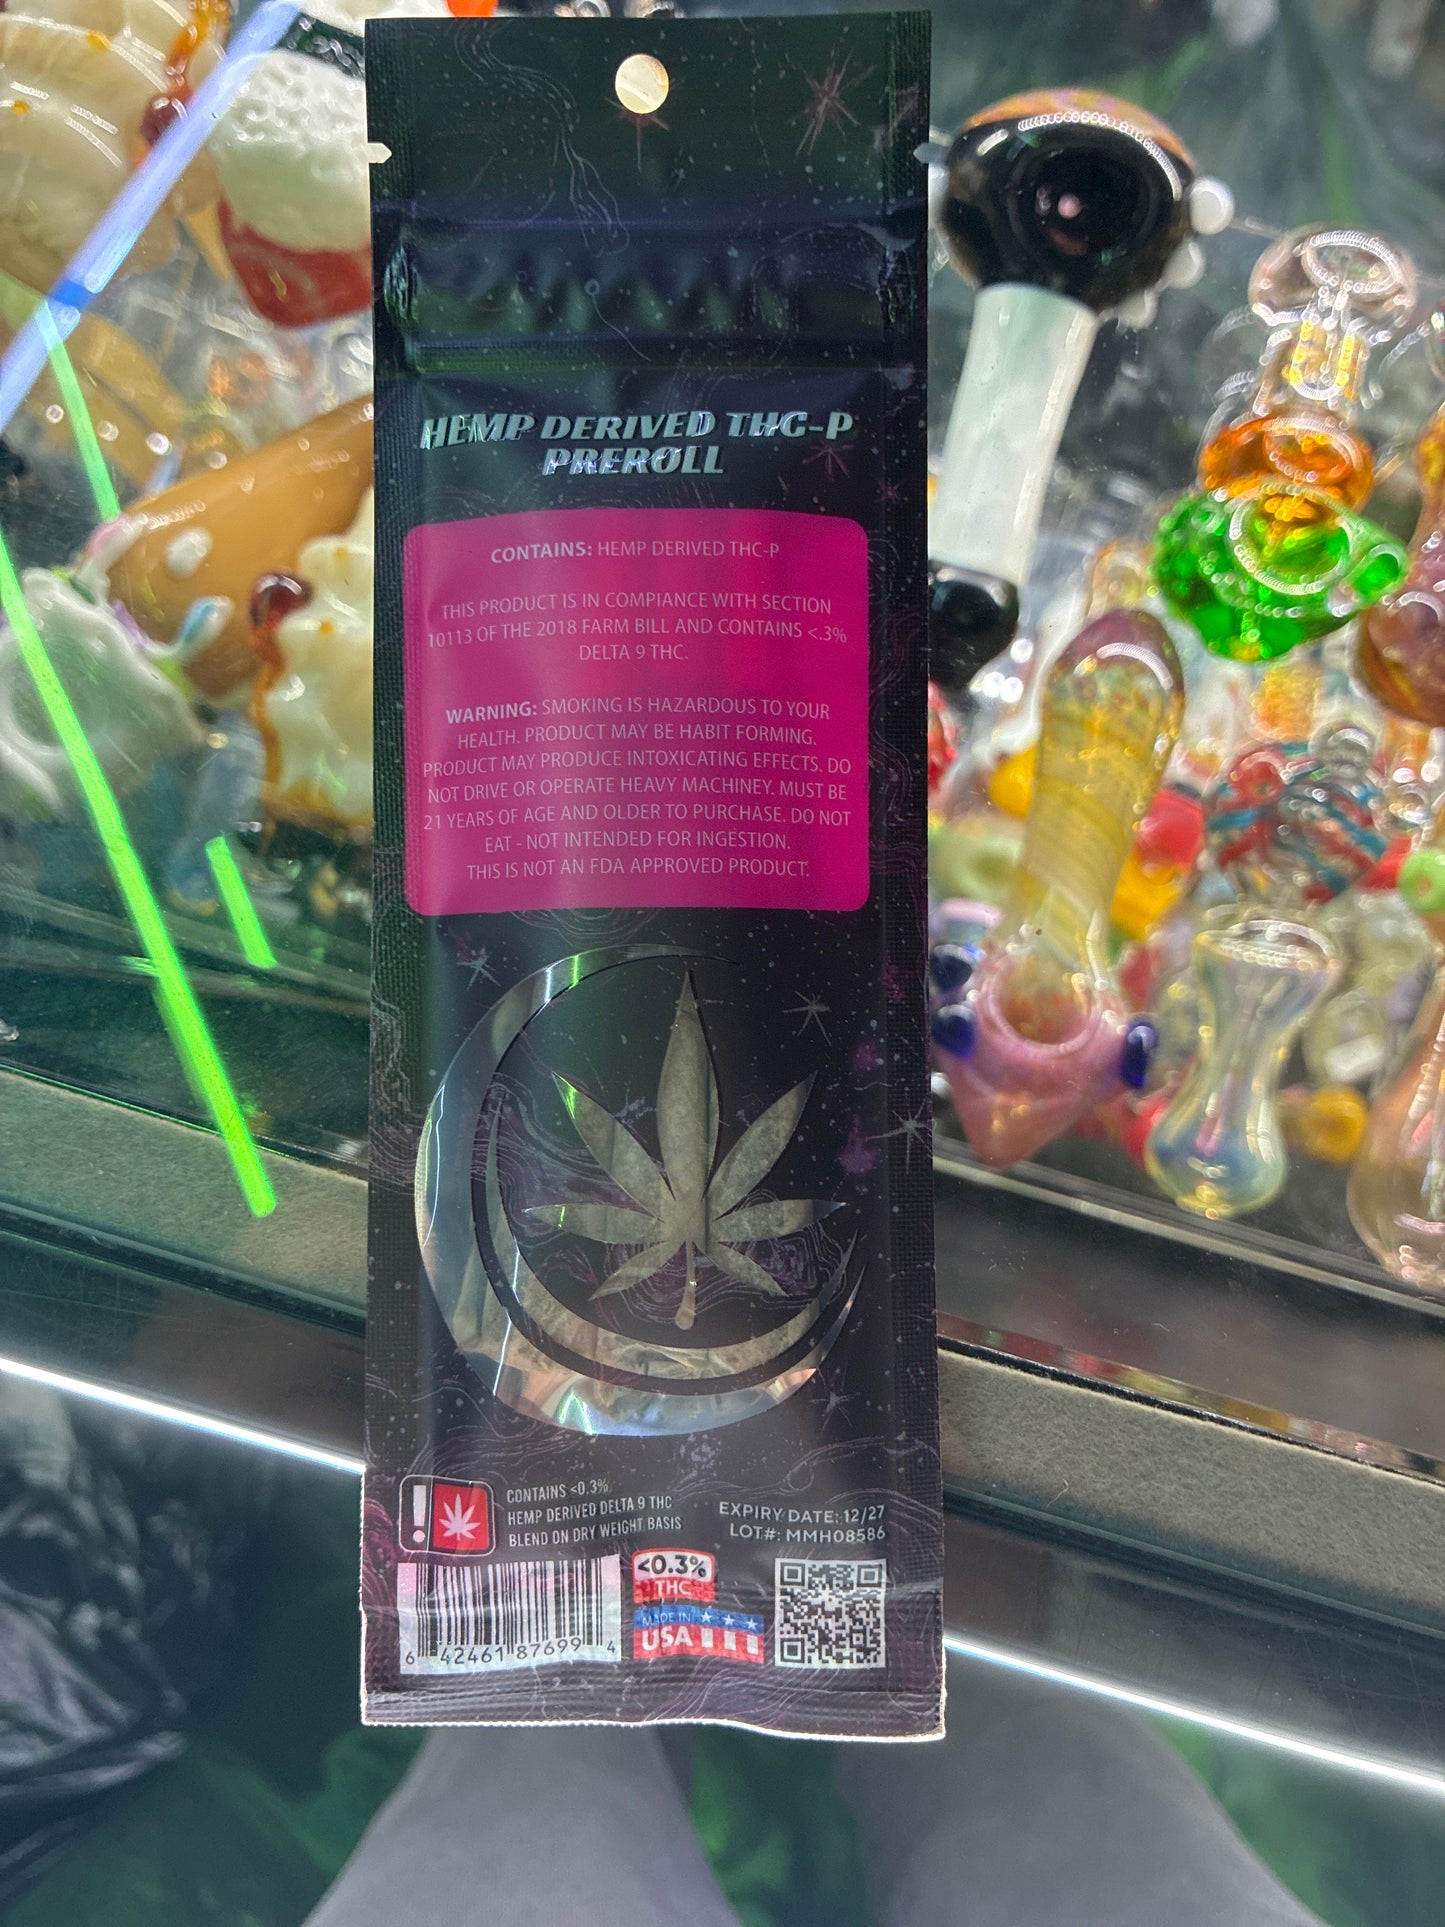 HEMP DERIVED THC-P
PREROLL
CONTAINS: HEMP DERIVED THC-P
THIS PRODUCT IS IN COMPIANCE WITH SECTION
10113 OF THE 2018 FARM BILL AND CONTAINS <.3%
DELTA 9 THC.
WARNING: SMOKING IS HAZARDOUS TO YOUR
HEALTH. PRODUCT MAY BE HABIT FORMING.
PRODUCT MAY PRODUCE INTOXICATING EFFECTS. DO
NOT DRIVE OR OPERATE HEAVY MACHINEY. MUST BE
21 YEARS OF AGE AND OLDER TO PURCHASE. DO NOT
EAT - NOT INTENDED FOR INGESTION.
THIS IS NOT AN FDA APPROVED PRODUCT.
!
CONTAINS <0.3%
HEMP DERIVED DELTA 9 THC
BLEND ON DRY WEIGHT BASIS
EXPIRY DATE: 12/27
LOT#: MMH08586
<0.3%
THC
MADE IN
USA
6 42461 87699 4